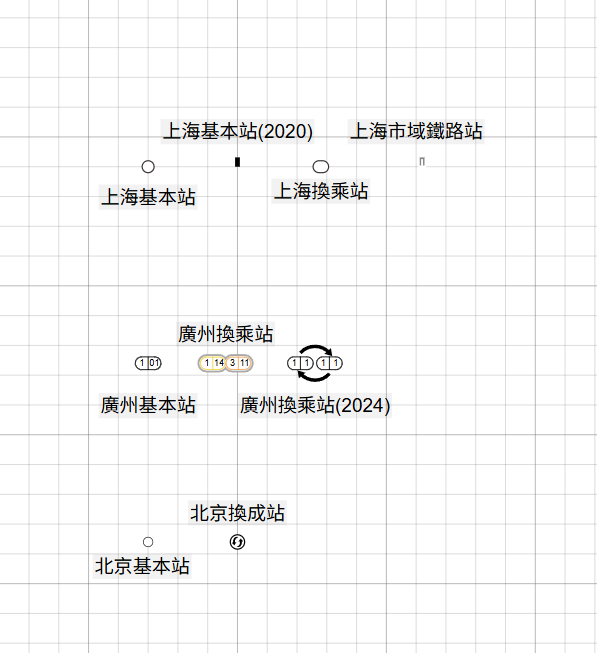 上海基本站(2020) 上海市域鐵路站
上海基本站 上海換乘站
廣州換乘站
1 01 1 14 3 11 1 1 1 1
廣州基本站 廣州換乘站(2024)
北京換成站
北京基本站